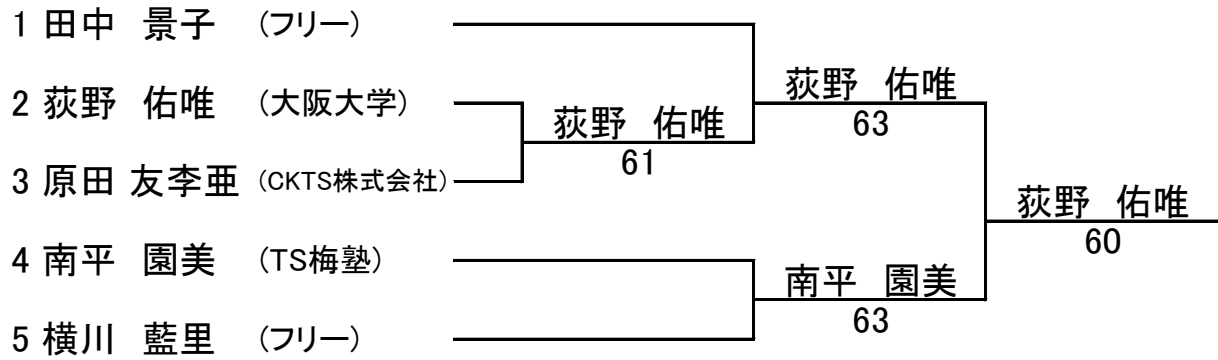 1 田中　景子　(フリー)
荻野　佑唯
63
2 荻野　佑唯　(大阪大学)
荻野　佑唯
61
3 原田 友李亜 (CKTS株式会社)
荻野　佑唯
60
4 南平　園美　(TS梅塾)
南平　園美
63
5 横川　藍里　(フリー)